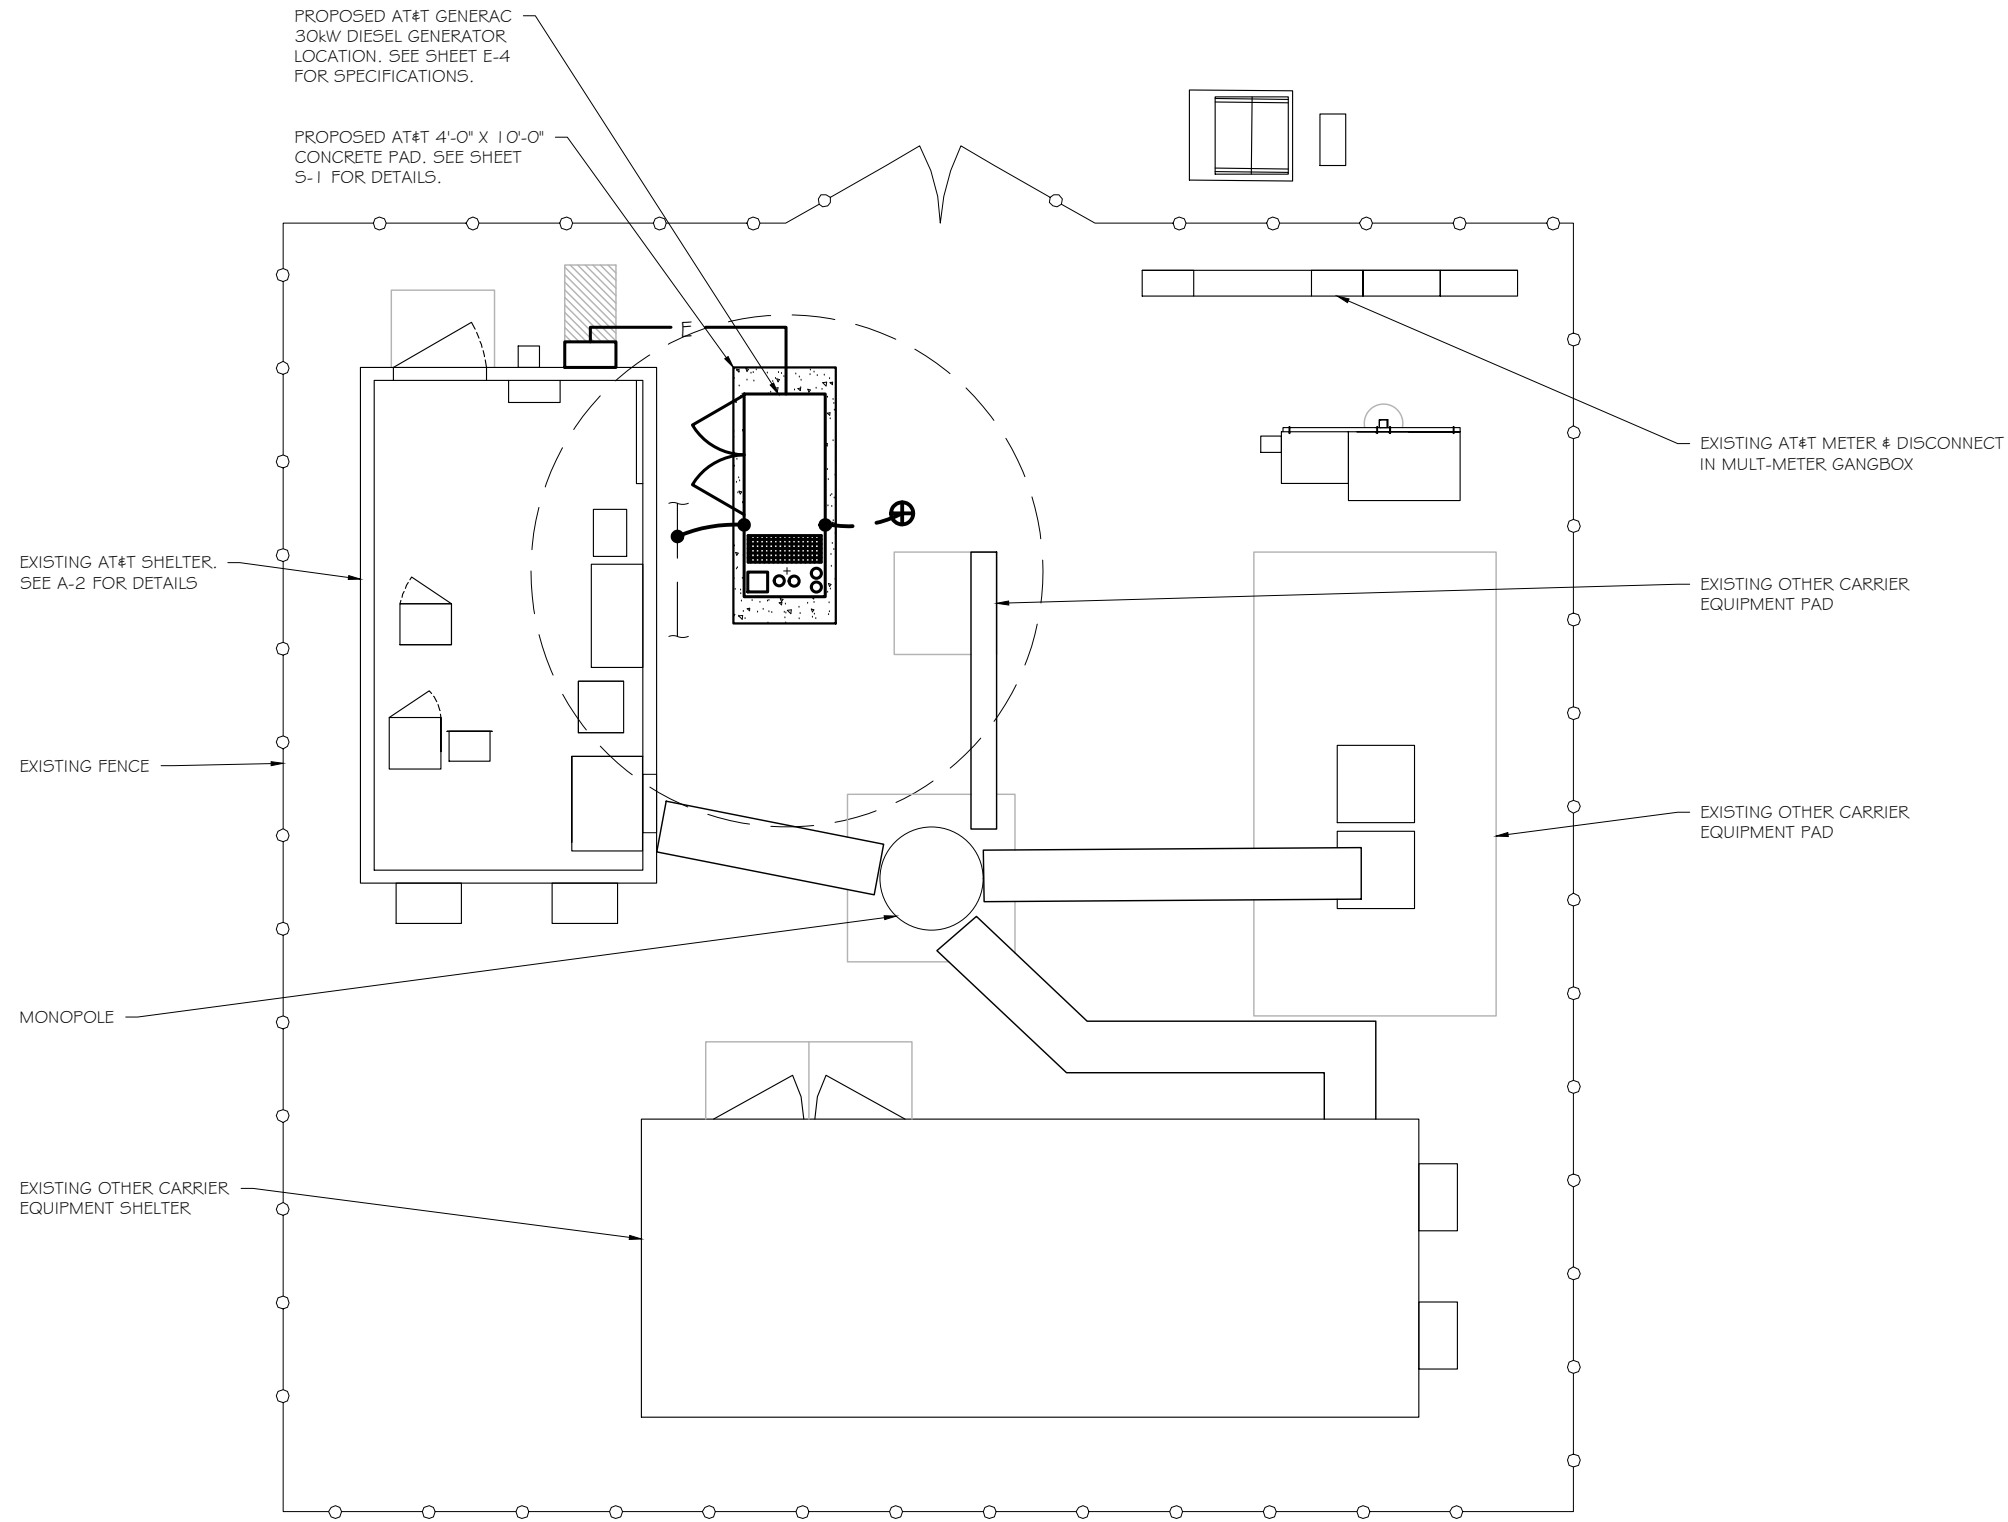 PROPOSED AT&T GENERAC
30kW DIESEL GENERATOR
LOCATION. SEE SHEET E-4
FOR SPECIFICATIONS.
PROPOSED AT&T 4'-0" X 10'-0"
CONCRETE PAD. SEE SHEET
S-1 FOR DETAILS.
E
EXISTING AT&T METER & DISCONNECT
IN MULT-METER GANGBOX
EXISTING AT&T SHELTER.
SEE A-2 FOR DETAILS
EXISTING OTHER CARRIER
EQUIPMENT PAD
EXISTING FENCE
EXISTING OTHER CARRIER
EQUIPMENT PAD
MONOPOLE
EXISTING OTHER CARRIER
EQUIPMENT SHELTER